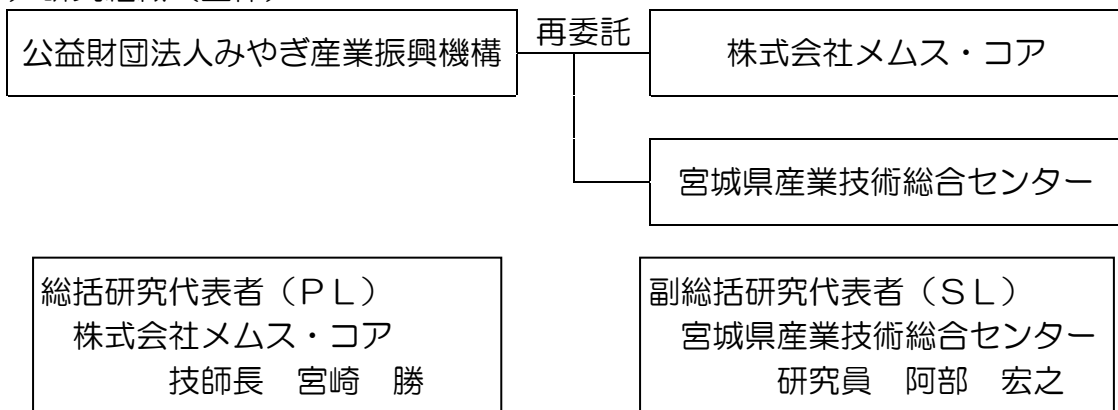 公益財団法人みやぎ産業振興機構
再委託
株式会社メムス・コア
宮城県産業技術総合センター
総括研究代表者（ＰＬ）
株式会社メムス・コア
技師長　宮崎　勝
副総括研究代表者（ＳＬ）
宮城県産業技術総合センター
研究員　阿部　宏之